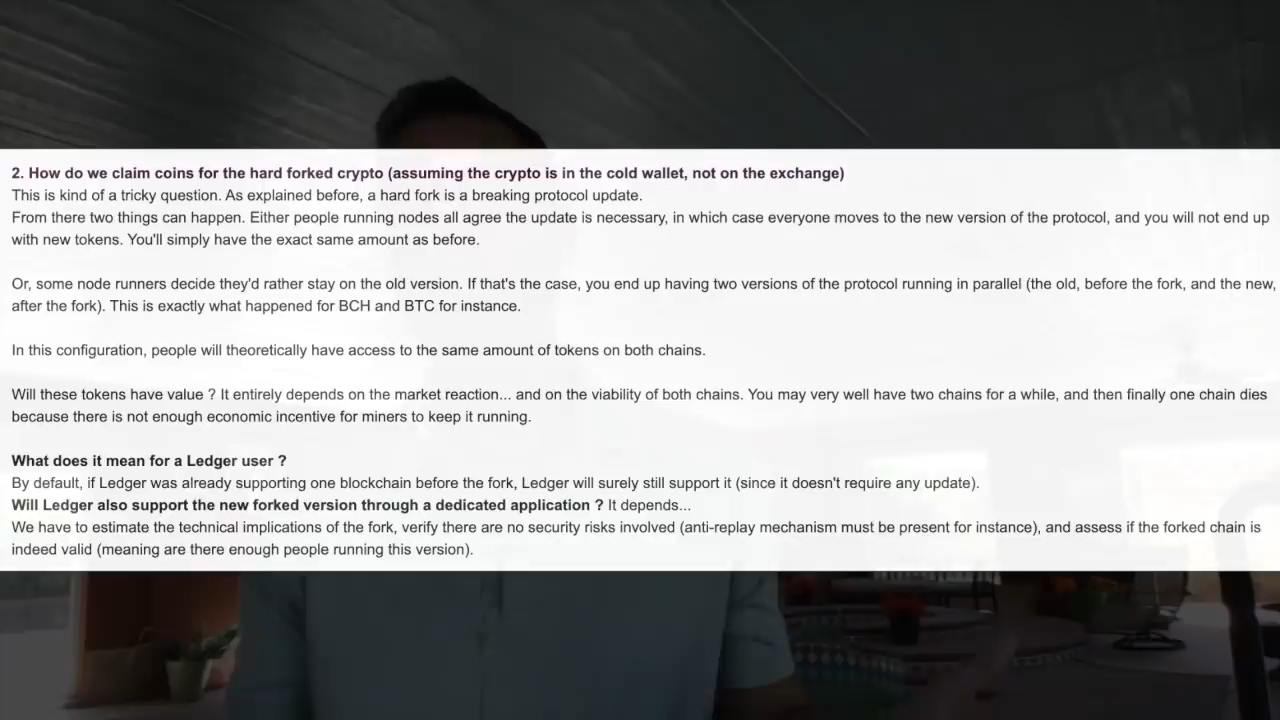 2. How do we claim coins for the hard forked crypto (assuming the crypto is in the cold wallet, not on the exchange)
This is kind of a tricky question. As explained before, a hard fork is a breaking protocol update.
From there two things can happen. Either people running nodes all agree the update is necessary, in which case everyone moves to the new version of the protocol, and you will not end up
with new tokens. You'll simply have the exact same amount as before.
Or, some node runners decide they'd rather stay on the old version. If that's the case, you end up having two versions of the protocol running in parallel (the old, before the fork, and the new,
after the fork). This is exactly what happened for BCH and BTC for instance.
In this configuration, people will theoretically have access to the same amount of tokens on both chains.
Will these tokens have value ? It entirely depends on the market reaction... and on the viability of both chains. You may very well have two chains for a while, and then finally one chain dies
because there is not enough economic incentive for miners to keep it running.
What does it mean for a Ledger user ?
By default, if Ledger was already supporting one blockchain before the fork, Ledger will surely still support it (since it doesn't require any update).
Will Ledger also support the new forked version through a dedicated application ? It depends...
We have to estimate the technical implications of the fork, verify there are no security risks involved (anti-replay mechanism must be present for instance), and assess if the forked chain is
indeed valid (meaning are there enough people running this version).